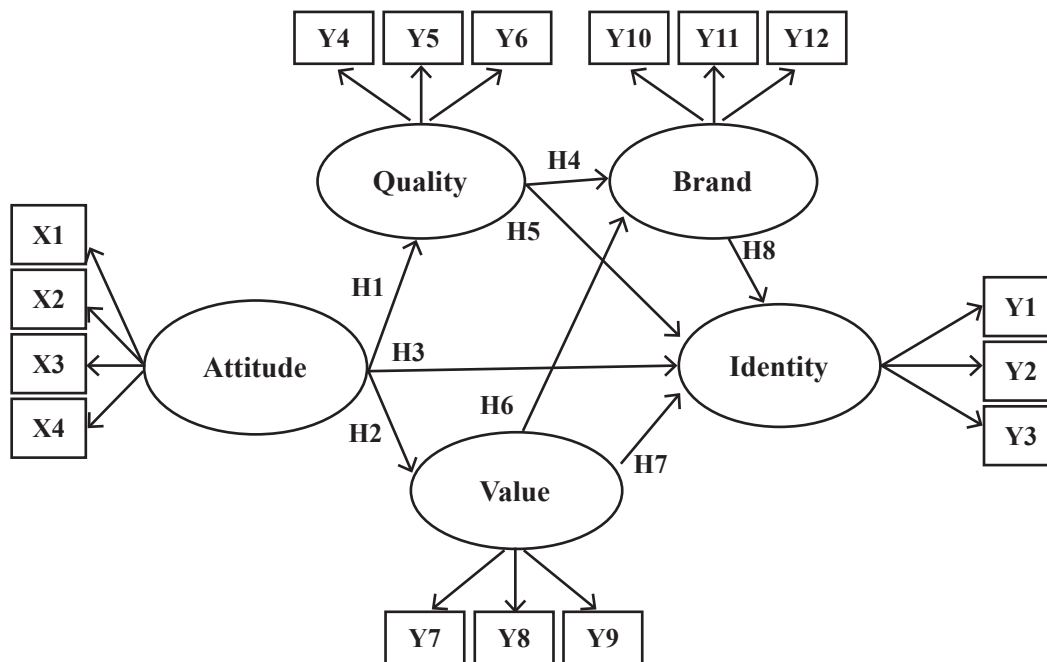 Y4 Y5 Y6 Y10 Y11 Y12
Quality H4 Brand
X1 H5 H8
X2 H1 Y1
X3 Attitude H3 Identity Y2
X4 H2 H6 H7 Y3
Value
Y7 Y8 Y9